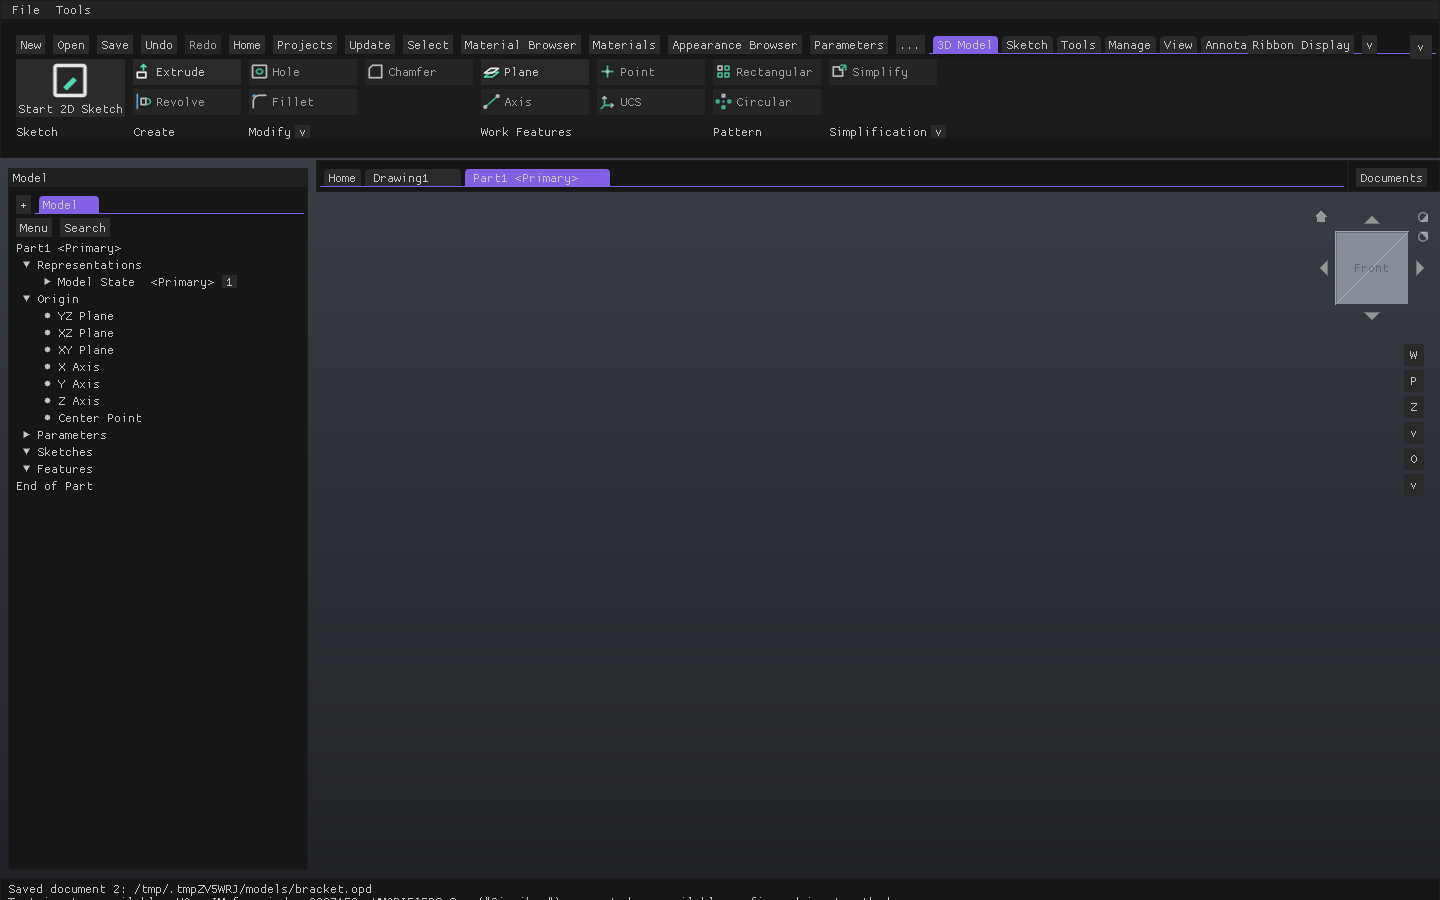 File Tools
New Open Save Undo Redo Home Projects Update Select Material Browser Materials Appearance Browser Parameters ... 3D Model Sketch Tools Manage View Annota Ribbon Display v v
Start 2D Sketch
Extrude Hole Chamfer Plane Point Rectangular Simplify
Revolve Fillet Axis UCS Circular
Sketch Create Modify v Work Features Pattern Simplification v
Model
Home Drawing1 Part1 <Primary> Documents
+ Model
Menu Search
Part1 <Primary>
Representations
Model State <Primary> 1
Origin
YZ Plane
XZ Plane
XY Plane
X Axis
Y Axis
Z Axis
Center Point
Parameters
Sketches
Features
End of Part
Front
W
P
Z
v
O
v
Saved document 2: /tmp/.tmpZV5WRJ/models/bracket.opd